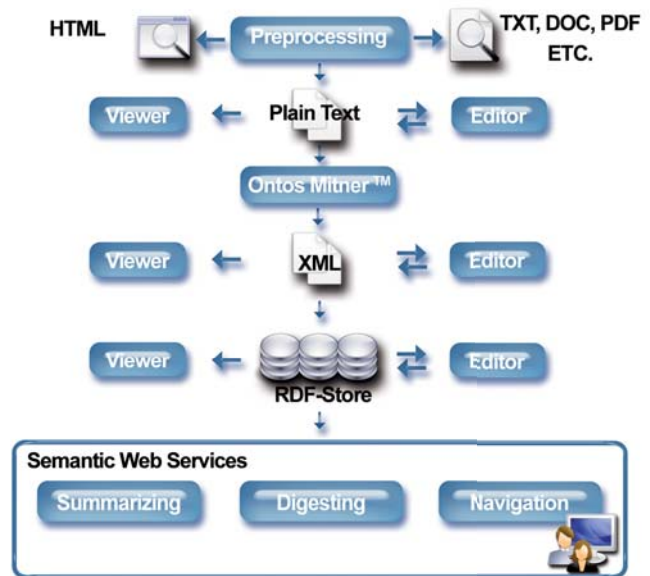 HTML
Preprocessing
TXT, DOC, PDF
ETC.
Viewer
Plain Text
Editor
Ontos Mitner™
Viewer
XML
Editor
Viewer
RDF-Store
Editor
Semantic Web Services
Summarizing
Digesting
Navigation